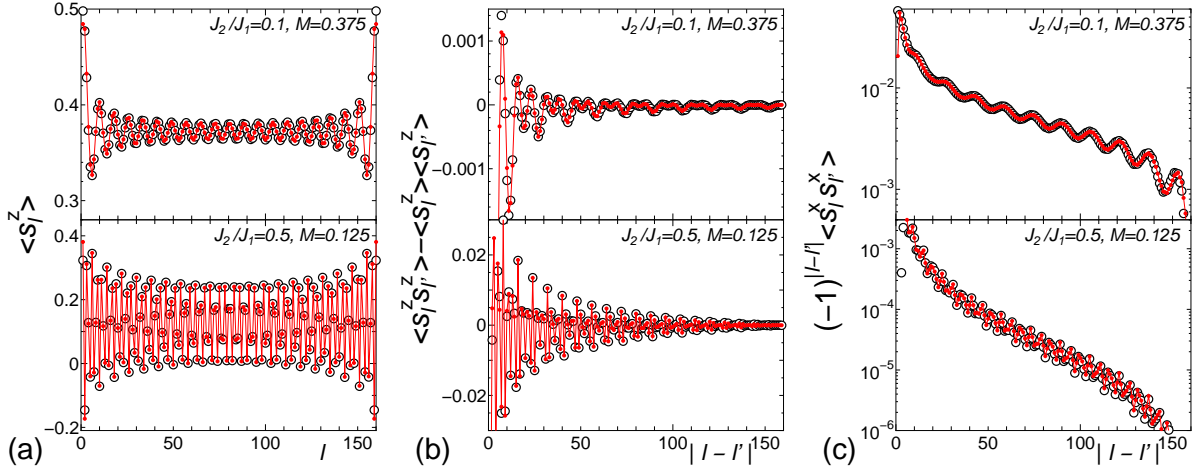 J₂/J₁=0.1, M=0.375
0.5
0.4
0.3
<s_l^z>
J₂/J₁=0.5, M=0.125
0.4
0.2
0
−0.2
0 50 100 150
l
(a)
J₂/J₁=0.1, M=0.375
0.001
0
−0.001
<s_l^z s_l'^z>−<s_l^z><s_l'^z>
J₂/J₁=0.5, M=0.125
0.02
0
−0.02
0 50 100 150
| l − l' |
(b)
J₂/J₁=0.1, M=0.375
10⁻²
10⁻³
(−1)^|l−l'| <s_l^x s_l'^x>
J₂/J₁=0.5, M=0.125
10⁻³
10⁻⁴
10⁻⁵
10⁻⁶
0 50 100 150
| l − l' |
(c)